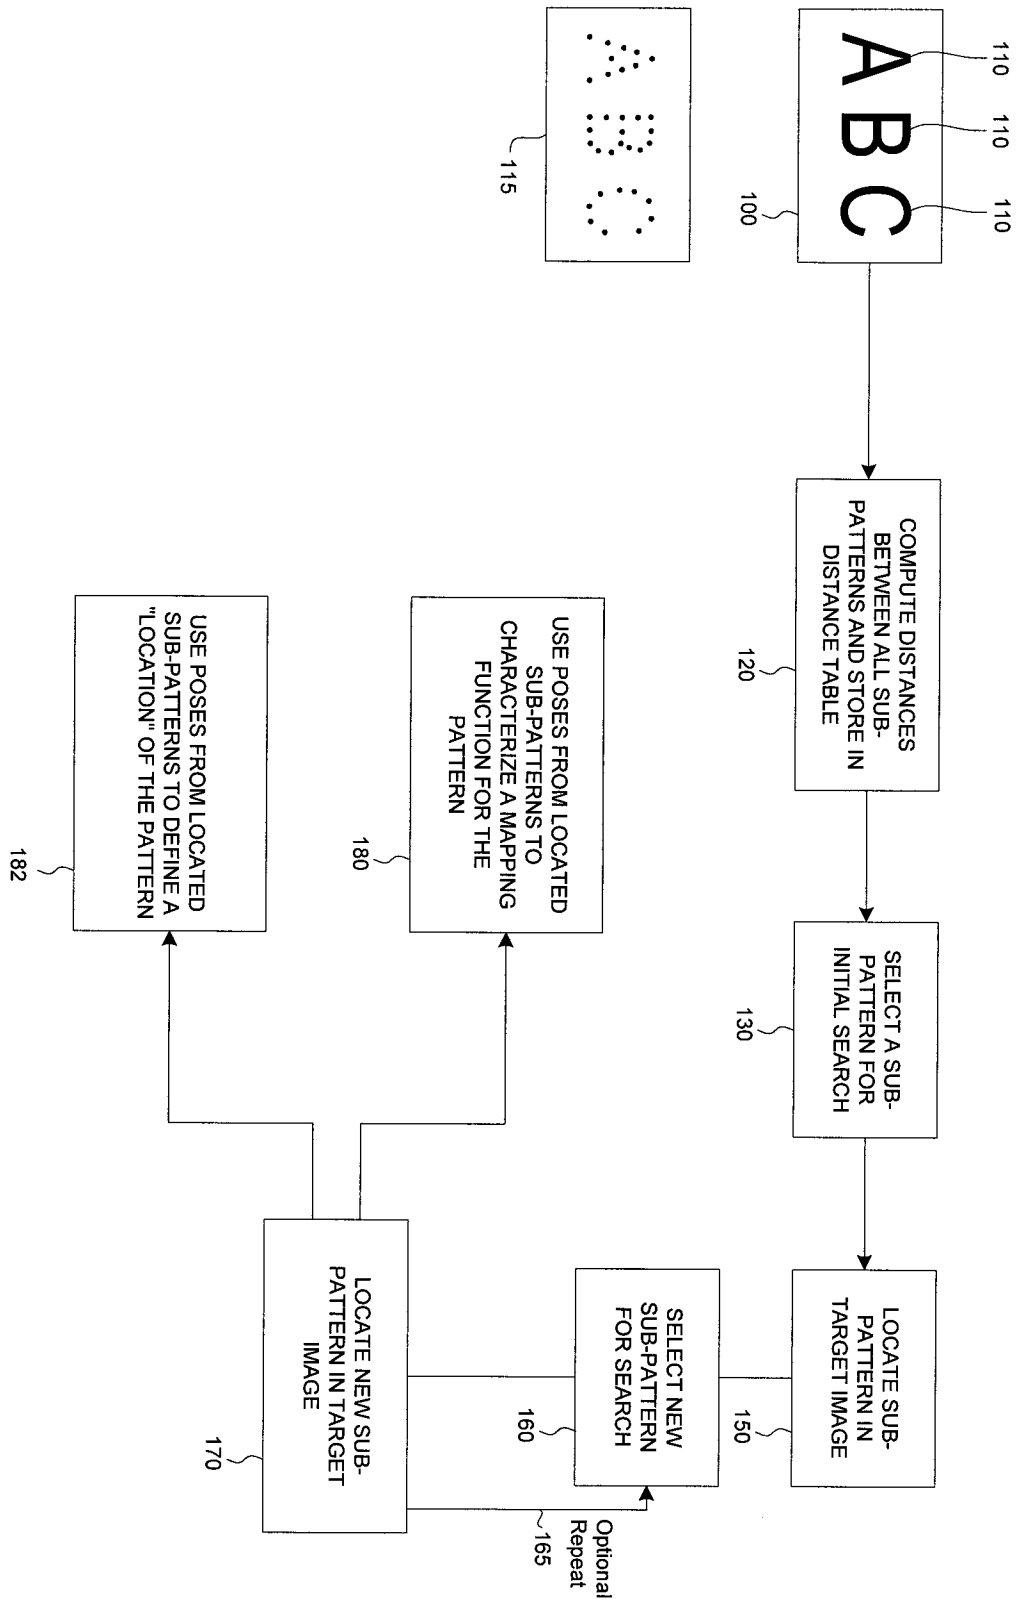 110
110
110
A B C
100
A B C
115
COMPUTE DISTANCES
BETWEEN ALL SUB-
PATTERNS AND STORE IN
DISTANCE TABLE
120
SELECT A SUB-
PATTERN FOR
INITIAL SEARCH
130
LOCATE SUB-
PATTERN IN
TARGET IMAGE
150
SELECT NEW
SUB-PATTERN
FOR SEARCH
160
Optional
Repeat
165
LOCATE NEW SUB-
PATTERN IN TARGET
IMAGE
170
USE POSES FROM LOCATED
SUB-PATTERNS TO
CHARACTERIZE A MAPPING
FUNCTION FOR THE
PATTERN
180
USE POSES FROM LOCATED
SUB-PATTERNS TO DEFINE A
"LOCATION" OF THE PATTERN
182